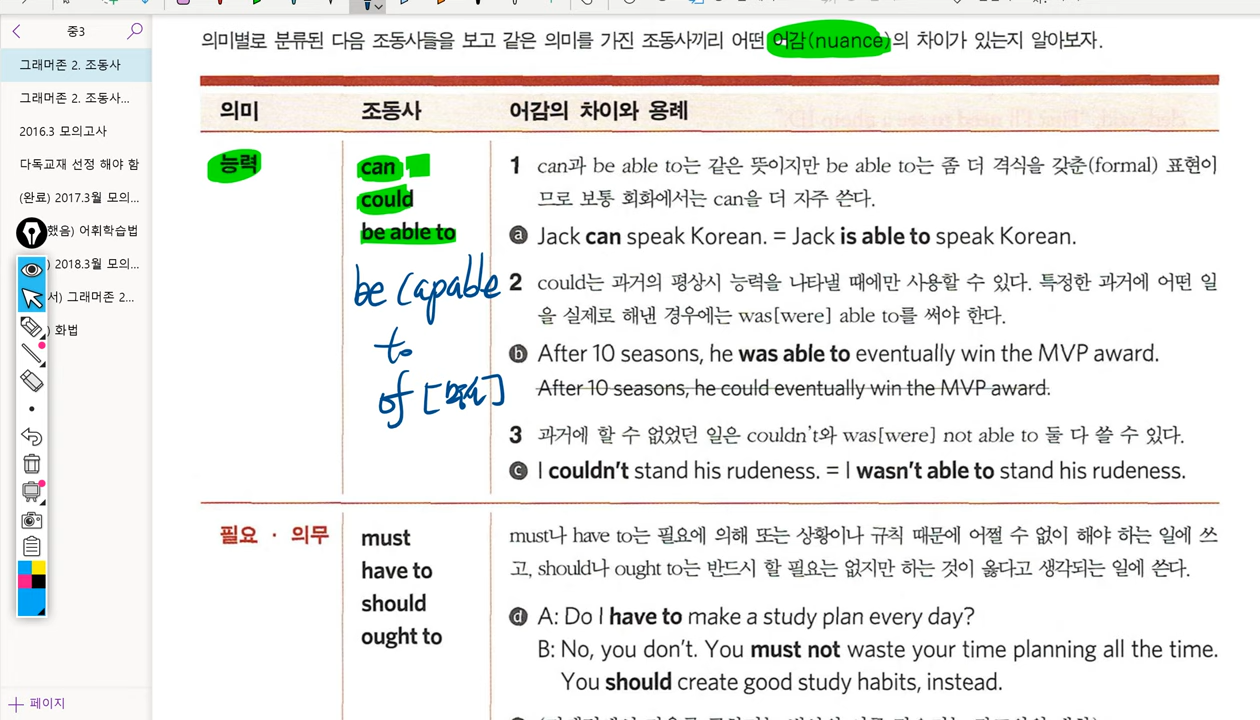 중3
그래머존 2. 조동사
그래머존 2. 조동사...
2016.3 모의고사
다독교재 선정 해야 함
(완료) 2017.3월 모의...
했음) 어휘학습법
) 2018.3월 모의...
서) 그래머존 2...
) 화법
페이지
의미별로 분류된 다음 조동사들을 보고 같은 의미를 가진 조동사끼리 어떤 어감(nuance)의 차이가 있는지 알아보자.
의미 조동사 어감의 차이와 용례
능력
can
could
be able to
be capable
to
of [명사]
1 can과 be able to는 같은 뜻이지만 be able to는 좀 더 격식을 갖춘(formal) 표현이
므로 보통 회화에서는 can을 더 자주 쓴다.
ⓐ Jack can speak Korean. = Jack is able to speak Korean.
2 could는 과거의 평상시 능력을 나타낼 때에만 사용할 수 있다. 특정한 과거에 어떤 일
을 실제로 해낸 경우에는 was[were] able to를 써야 한다.
ⓑ After 10 seasons, he was able to eventually win the MVP award.
After 10 seasons, he could eventually win the MVP award.
3 과거에 할 수 없었던 일은 couldn't와 was[were] not able to 둘 다 쓸 수 있다.
ⓒ I couldn't stand his rudeness. = I wasn't able to stand his rudeness.
필요 · 의무
must
have to
should
ought to
must나 have to는 필요에 의해 또는 상황이나 규칙 때문에 어쩔 수 없이 해야 하는 일에 쓰
고, should나 ought to는 반드시 할 필요는 없지만 하는 것이 옳다고 생각되는 일에 쓴다.
ⓓ A: Do I have to make a study plan every day?
B: No, you don't. You must not waste your time planning all the time.
You should create good study habits, instead.